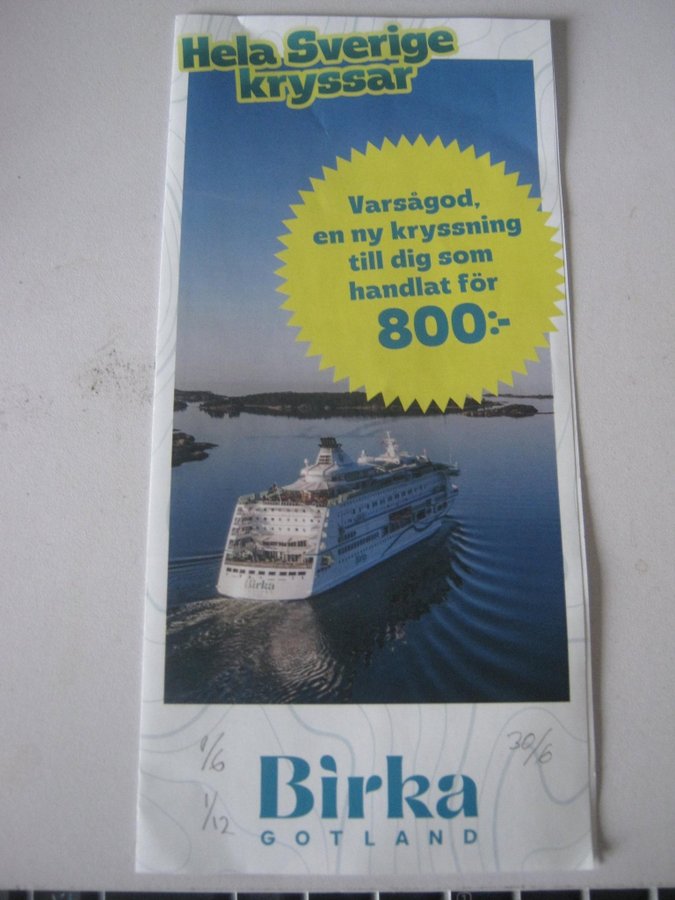 Hela Sverige
kryssar
Varsågod,
en ny kryssning
till dig som
handlat för
800:-
Birka
1/6
30/6
Birka
1/12
GOTLAND